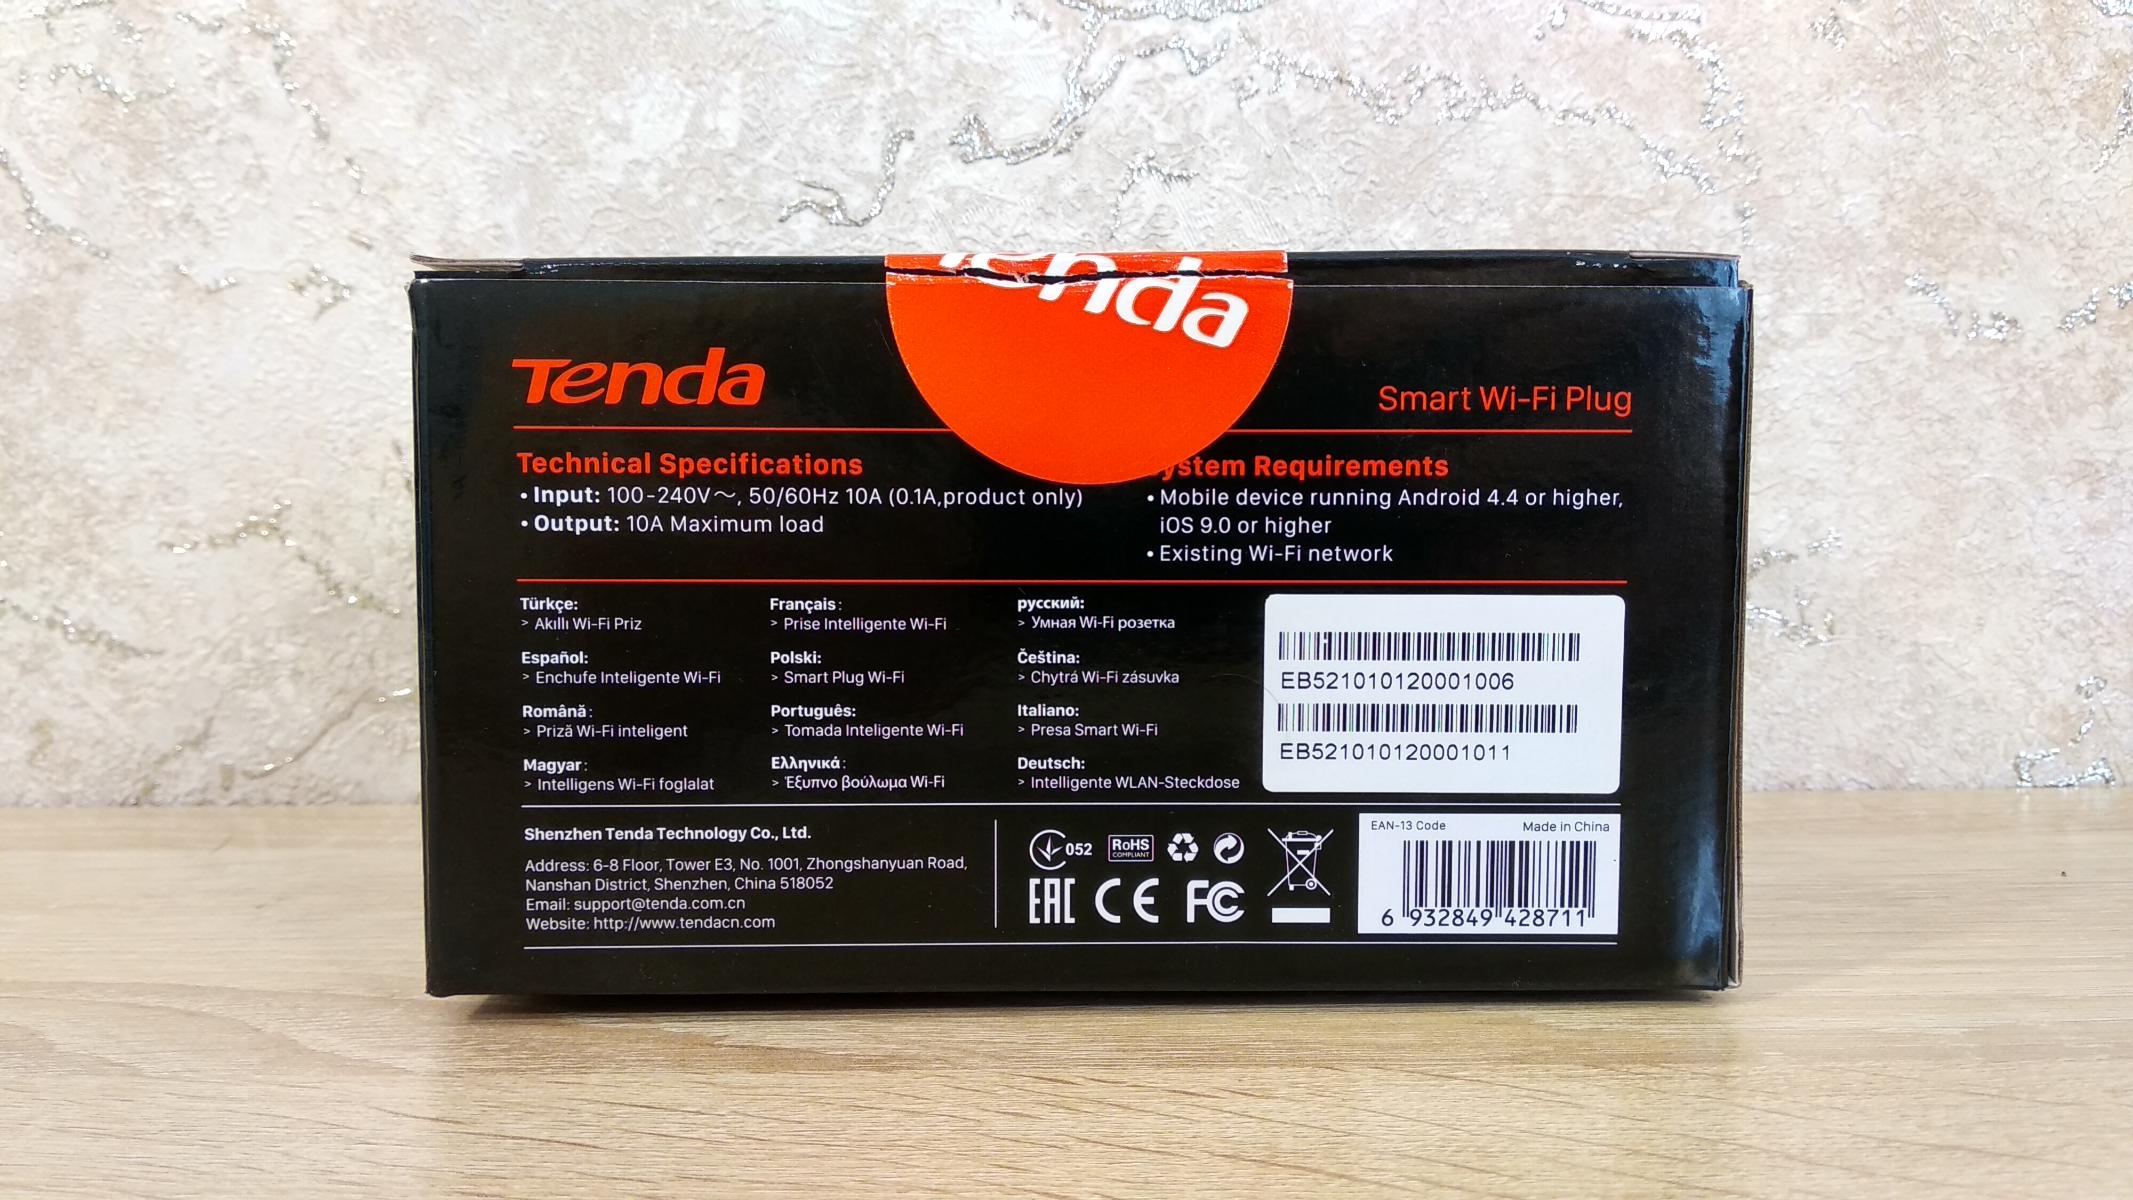 Tenda
Tenda
Smart Wi-Fi Plug
Technical Specifications
• Input: 100-240V~, 50/60Hz 10A (0.1A,product only)
• Output: 10A Maximum load
ystem Requirements
• Mobile device running Android 4.4 or higher,
iOS 9.0 or higher
• Existing Wi-Fi network
Türkçe:
> Akıllı Wi-Fi Priz
Español:
> Enchufe Inteligente Wi-Fi
Română:
> Priză Wi-Fi inteligent
Magyar:
> Intelligens Wi-Fi foglalat
Français:
> Prise Intelligente Wi-Fi
Polski:
> Smart Plug Wi-Fi
Português:
> Tomada Inteligente Wi-Fi
Ελληνικά:
> Έξυπνο βούλωμα Wi-Fi
русский:
> Умная Wi-Fi розетка
Čeština:
> Chytrá Wi-Fi zásuvka
Italiano:
> Presa Smart Wi-Fi
Deutsch:
> Intelligente WLAN-Steckdose
EB521010120001006
EB521010120001011
Shenzhen Tenda Technology Co., Ltd.
Address: 6-8 Floor, Tower E3, No. 1001, Zhongshanyuan Road,
Nanshan District, Shenzhen, China 518052
Email: support@tenda.com.cn
Website: http://www.tendacn.com
052
RoHS
COMPLIANT
EAC CE FC
EAN-13 Code
Made in China
6 932849 428711